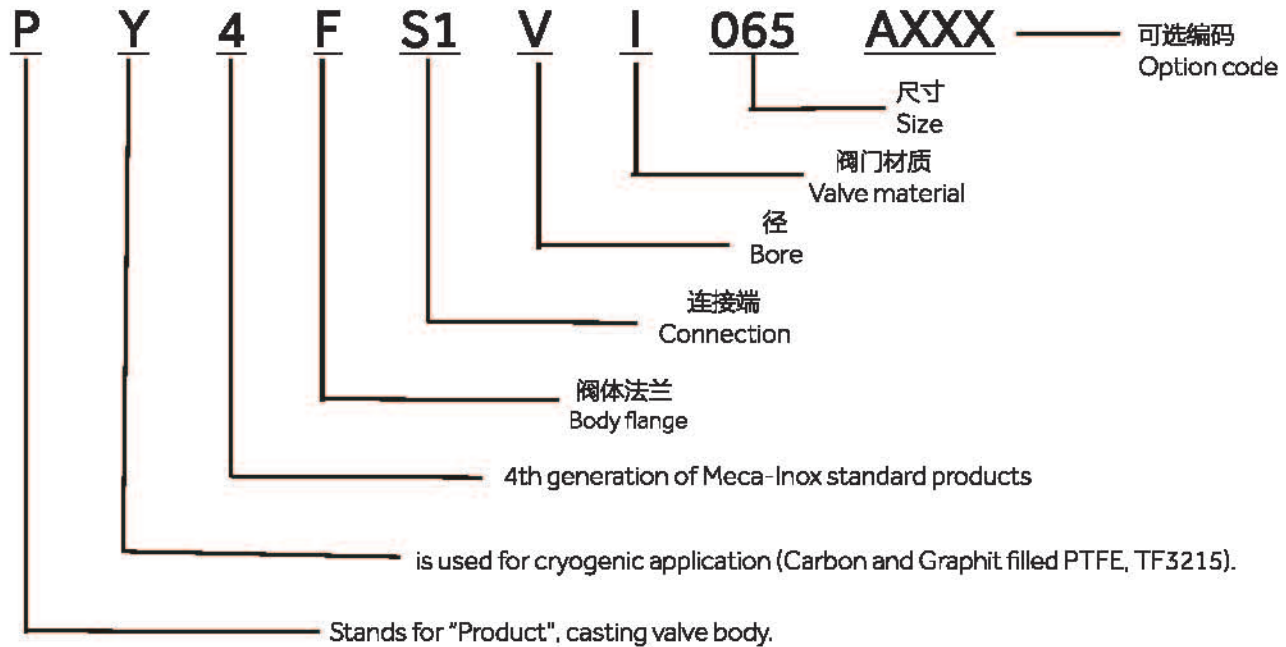 P Y 4 F S1 V I 065 AXXX
可选编码
Option code
尺寸
Size
阀门材质
Valve material
径
Bore
连接端
Connection
阀体法兰
Body flange
4th generation of Meca-Inox standard products
is used for cryogenic application (Carbon and Graphit filled PTFE, TF3215).
Stands for "Product", casting valve body.